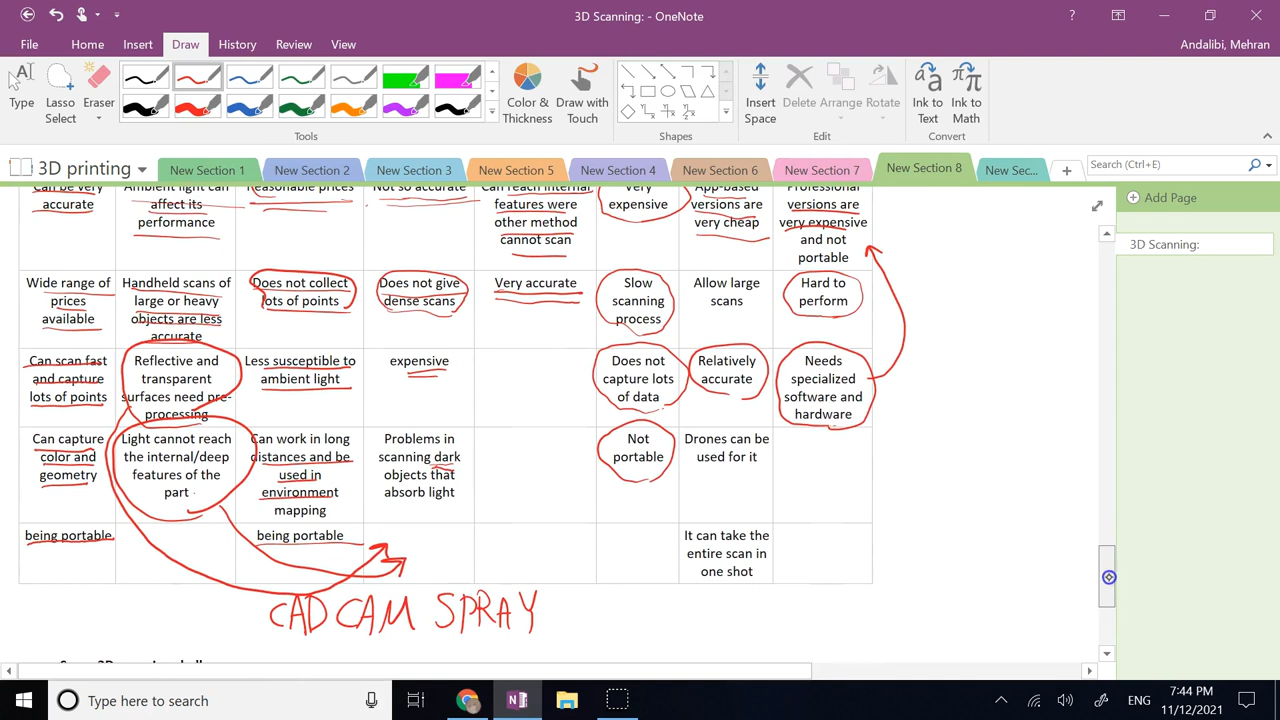 3D Scanning: - OneNote
Andalibi, Mehran
File Home Insert Draw History Review View
Type
Lasso Select
Eraser
Color & Thickness
Draw with Touch
Insert Space
Delete
Arrange
Rotate
Ink to Text
Ink to Math
Tools
Shapes
Edit
Convert
3D printing
New Section 1
New Section 2
New Section 3
New Section 4
New Section 5
New Section 6
New Section 7
New Section 8
New Sec...
Search (Ctrl+E)
Add Page
3D Scanning:
Can be very
accurate
Ambient light can
affect its
performance
Reasonable prices
Not so accurate
Can reach internal
features were
other method
cannot scan
Very
expensive
App-based
versions are
very cheap
Professional
versions are
very expensive
and not
portable
Wide range of
prices
available
Handheld scans of
large or heavy
objects are less
accurate
Does not collect
lots of points
Does not give
dense scans
Very accurate
Slow
scanning
process
Allow large
scans
Hard to
perform
Can scan fast
and capture
lots of points
Reflective and
transparent
surfaces need pre-
processing
Less susceptible to
ambient light
expensive
Does not
capture lots
of data
Relatively
accurate
Needs
specialized
software and
hardware
Can capture
color and
geometry
Light cannot reach
the internal/deep
features of the
part
Can work in long
distances and be
used in
environment
mapping
Problems in
scanning dark
objects that
absorb light
Not
portable
Drones can be
used for it
being portable
being portable
It can take the
entire scan in
one shot
CAD CAM SPRAY
Type here to search
ENG
7:44 PM
11/12/2021